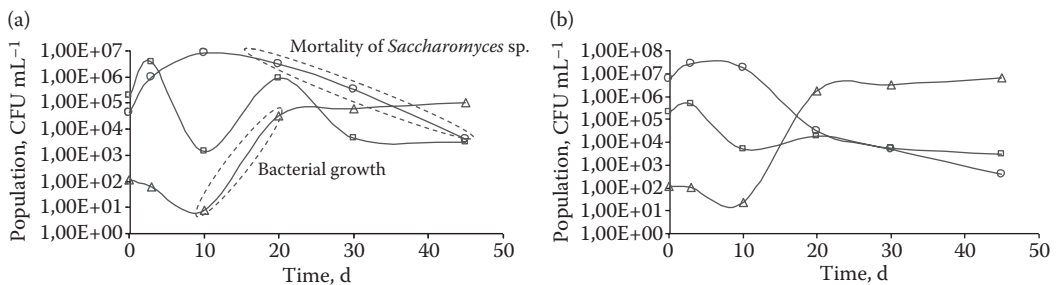 (a)
Population, CFU mL⁻¹
1,00E+07
1,00E+06
1,00E+05
1,00E+04
1,00E+03
1,00E+02
1,00E+01
1,00E+00
Mortality of Saccharomyces sp.
Bacterial growth
0 10 20 30 40 50
Time, d
(b)
Population, CFU mL⁻¹
1,00E+08
1,00E+07
1,00E+06
1,00E+05
1,00E+04
1,00E+03
1,00E+02
1,00E+01
1,00E+00
0 10 20 30 40 50
Time, d